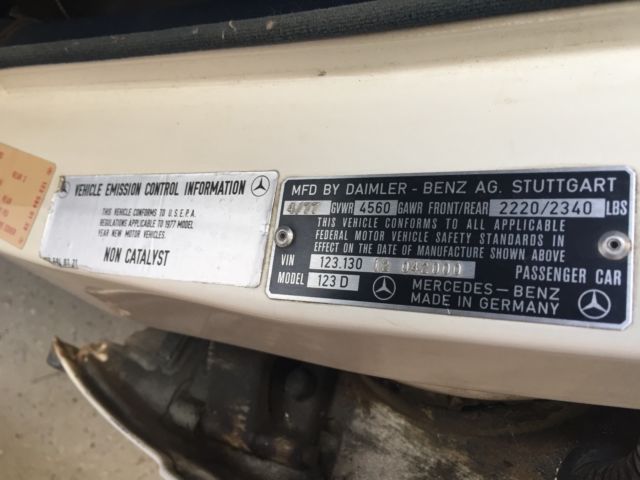 VEHICLE EMISSION CONTROL INFORMATION
THIS VEHICLE CONFORMS TO U.S.E.P.A.
REGULATIONS APPLICABLE TO 1977 MODEL
YEAR NEW MOTOR VEHICLES.
NON CATALYST
MFD BY DAIMLER - BENZ AG. STUTTGART
4/77 GVWR 4560 GAWR FRONT/REAR 2220/2340 LBS
THIS VEHICLE CONFORMS TO ALL APPLICABLE
FEDERAL MOTOR VEHICLE SAFETY STANDARDS IN
EFFECT ON THE DATE OF MANUFACTURE SHOWN ABOVE
VIN 123.130 12 042000 PASSENGER CAR
MODEL 123 D MERCEDES-BENZ
MADE IN GERMANY